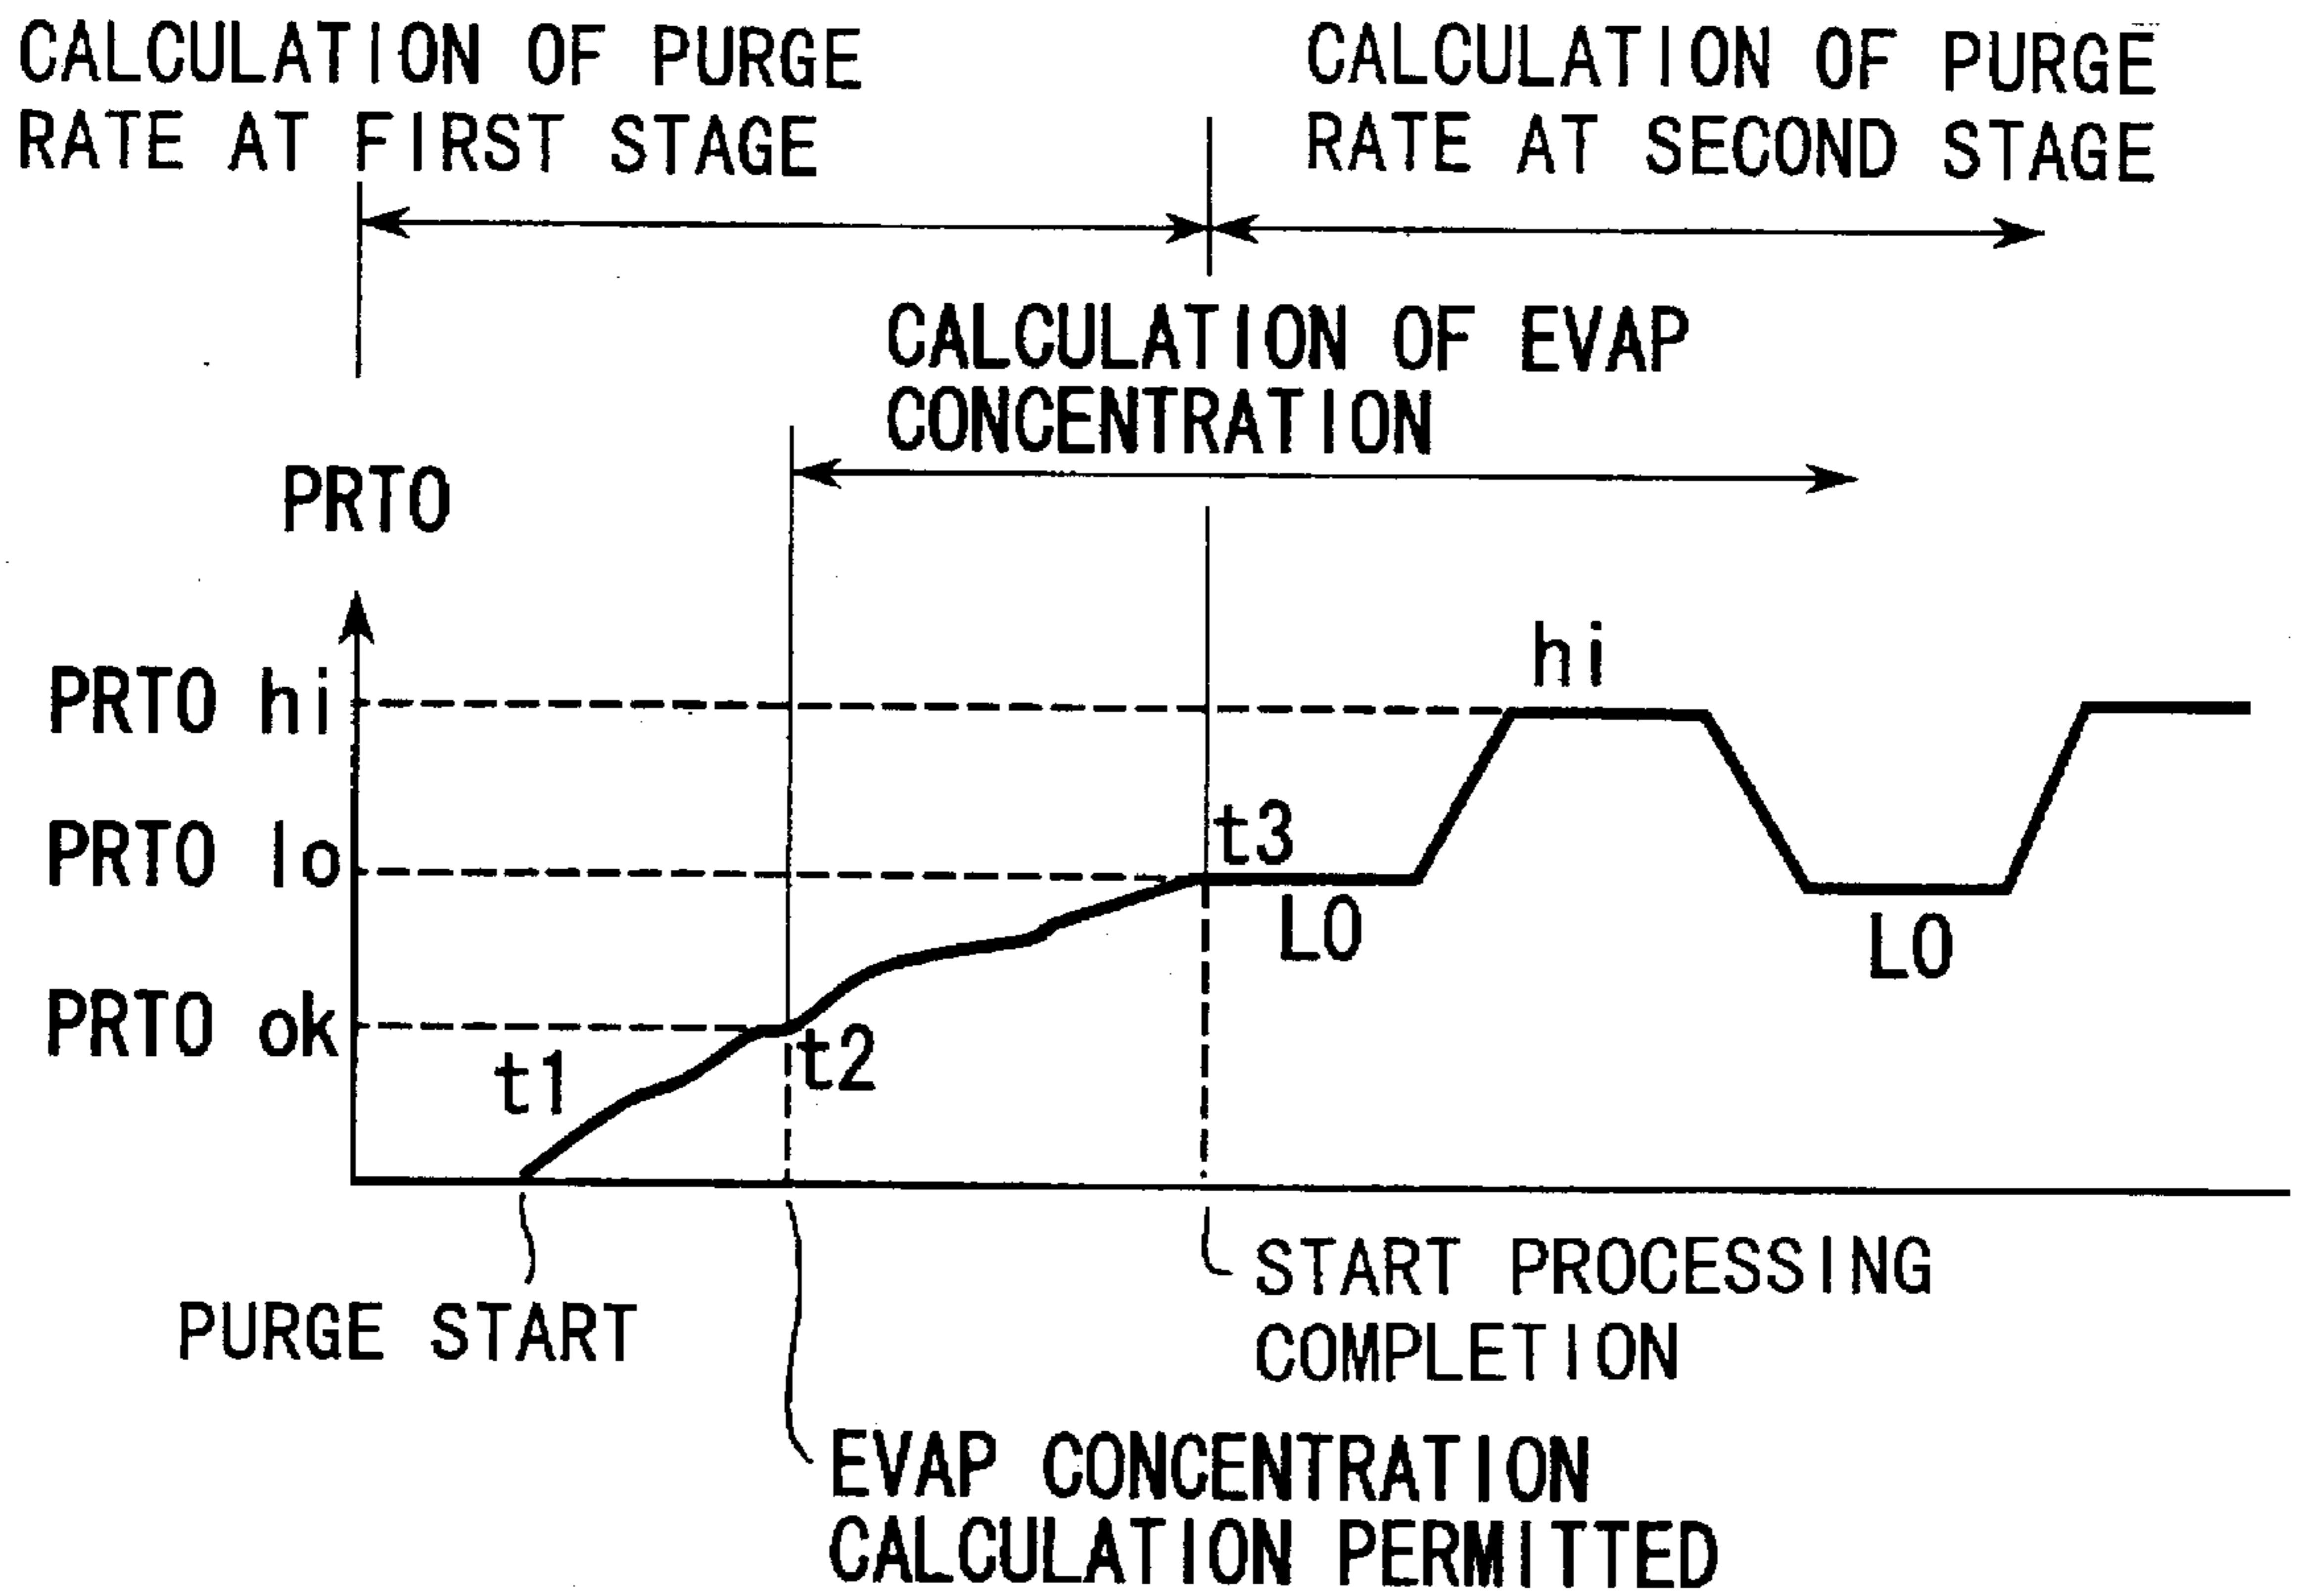 CALCULATION OF PURGE
RATE AT FIRST STAGE
CALCULATION OF PURGE
RATE AT SECOND STAGE
CALCULATION OF EVAP
CONCENTRATION
PRTO
hi
PRTO hi
t3
PRTO lo
LO
LO
PRTO ok
t1
t2
PURGE START
START PROCESSING
COMPLETION
EVAP CONCENTRATION
CALCULATION PERMITTED